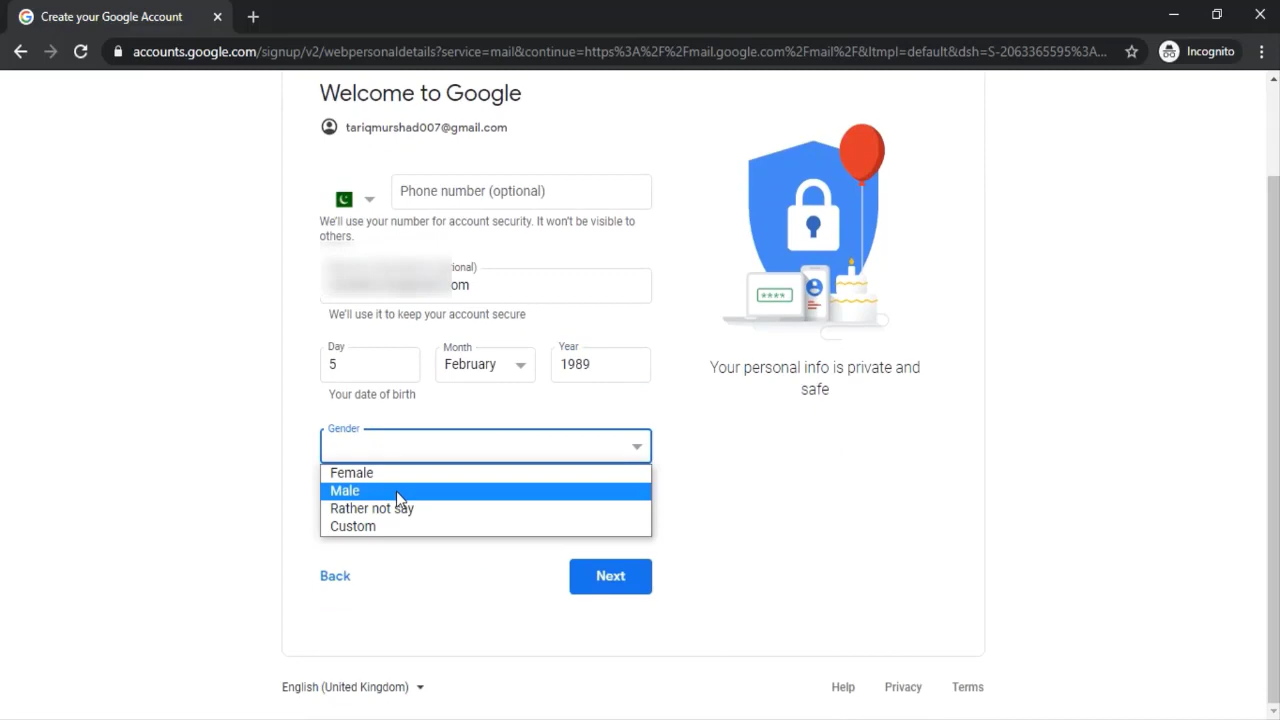 Create your Google Account
accounts.google.com/signup/v2/webpersonaldetails?service=mail&continue=https%3A%2F%2Fmail.google.com%2Fmail%2F&ltmpl=default&dsh=S-2063365595%3A...
Incognito
Welcome to Google
tariqmurshad007@gmail.com
Phone number (optional)
We'll use your number for account security. It won't be visible to
others.
ional)
om
We'll use it to keep your account secure
Day
Month
Year
5
February
1989
Your date of birth
Gender
Female
Male
Rather not say
Custom
Back
Next
****
Your personal info is private and
safe
English (United Kingdom)
Help
Privacy
Terms